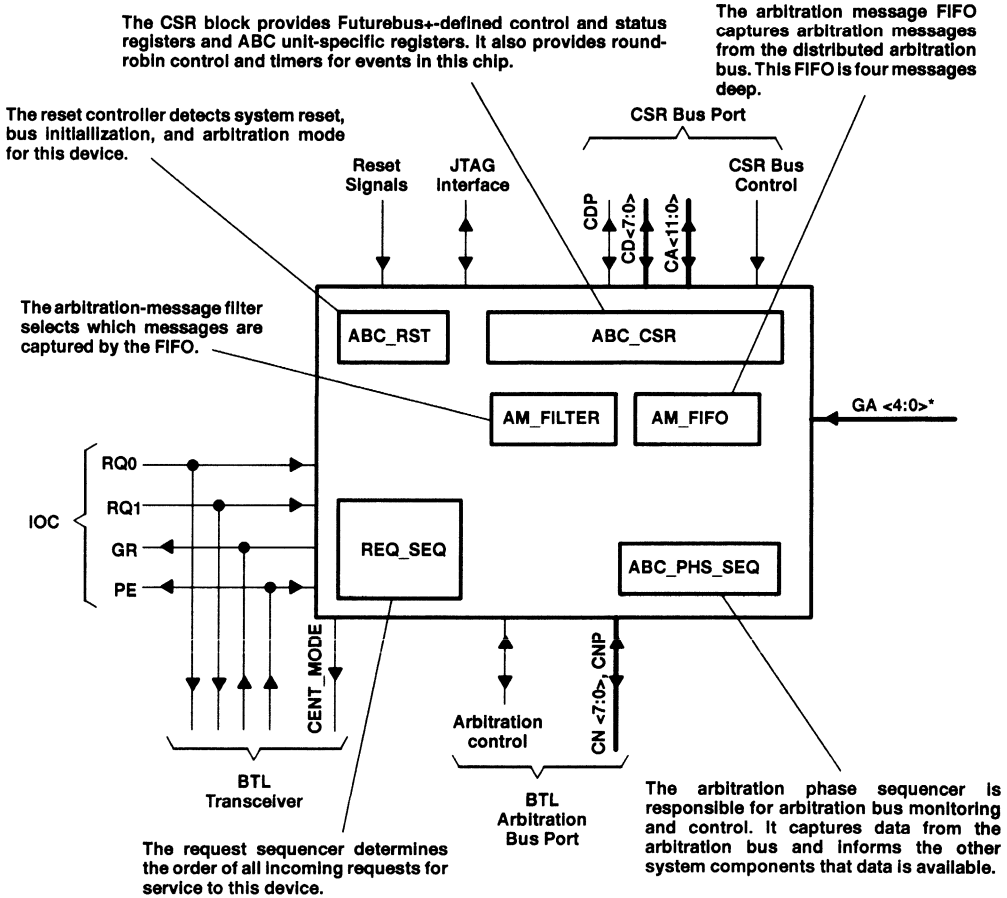 The CSR block provides Futurebus+-defined control and status
registers and ABC unit-specific registers. It also provides round-
robin control and timers for events in this chip.
The arbitration message FIFO
captures arbitration messages
from the distributed arbitration
bus. This FIFO is four messages
deep.
The reset controller detects system reset,
bus initiallization, and arbitration mode
for this device.
CSR Bus Port
Reset
Signals
JTAG
Interface
CSR Bus
Control
CDP
CD<7:0>
CA<11:0>
The arbitration-message filter
selects which messages are
captured by the FIFO.
ABC_RST
ABC_CSR
AM_FILTER
AM_FIFO
GA <4:0>*
IOC
RQ0
RQ1
GR
PE
REQ_SEQ
ABC_PHS_SEQ
CENT_MODE
CN <7:0>, CNP
Arbitration
control
BTL
Transceiver
BTL
Arbitration
Bus Port
The request sequencer determines
the order of all incoming requests for
service to this device.
The arbitration phase sequencer is
responsible for arbitration bus monitoring
and control. It captures data from the
arbitration bus and informs the other
system components that data is available.